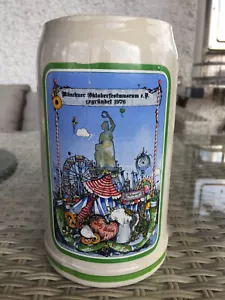 Münchner Oktoberfestmuseum e.V.
gegründet 1979